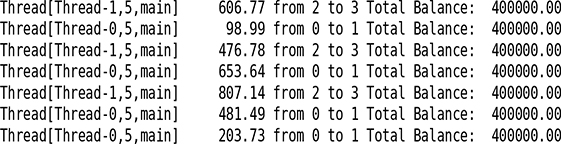 Thread[Thread-1,5,main]     606.77 from 2 to 3 Total Balance:  400000.00
Thread[Thread-0,5,main]      98.99 from 0 to 1 Total Balance:  400000.00
Thread[Thread-1,5,main]     476.78 from 2 to 3 Total Balance:  400000.00
Thread[Thread-0,5,main]     653.64 from 0 to 1 Total Balance:  400000.00
Thread[Thread-1,5,main]     807.14 from 2 to 3 Total Balance:  400000.00
Thread[Thread-0,5,main]     481.49 from 0 to 1 Total Balance:  400000.00
Thread[Thread-0,5,main]     203.73 from 0 to 1 Total Balance:  400000.00